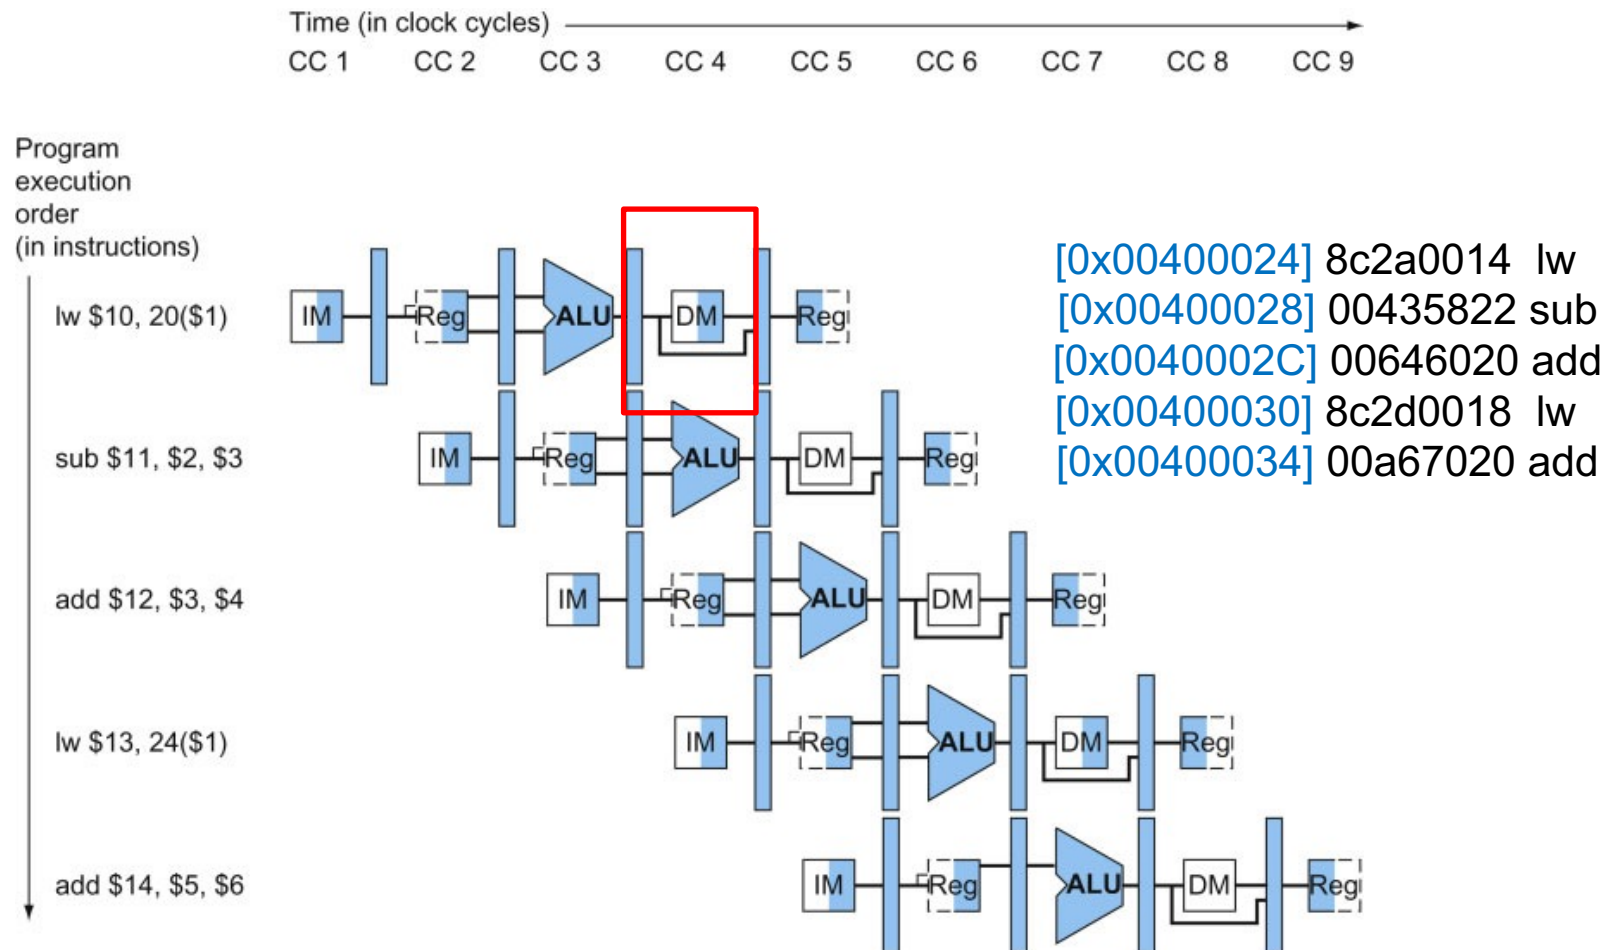 Time (in clock cycles)
CC 1 CC 2 CC 3 CC 4 CC 5 CC 6 CC 7 CC 8 CC 9
Program
execution
order
(in instructions)
lw $10, 20($1)
IM Reg ALU DM Reg
sub $11, $2, $3
IM Reg ALU DM Reg
add $12, $3, $4
IM Reg ALU DM Reg
lw $13, 24($1)
IM Reg ALU DM Reg
add $14, $5, $6
IM Reg ALU DM Reg
[0x00400024] 8c2a0014 lw
[0x00400028] 00435822 sub
[0x0040002C] 00646020 add
[0x00400030] 8c2d0018 lw
[0x00400034] 00a67020 add